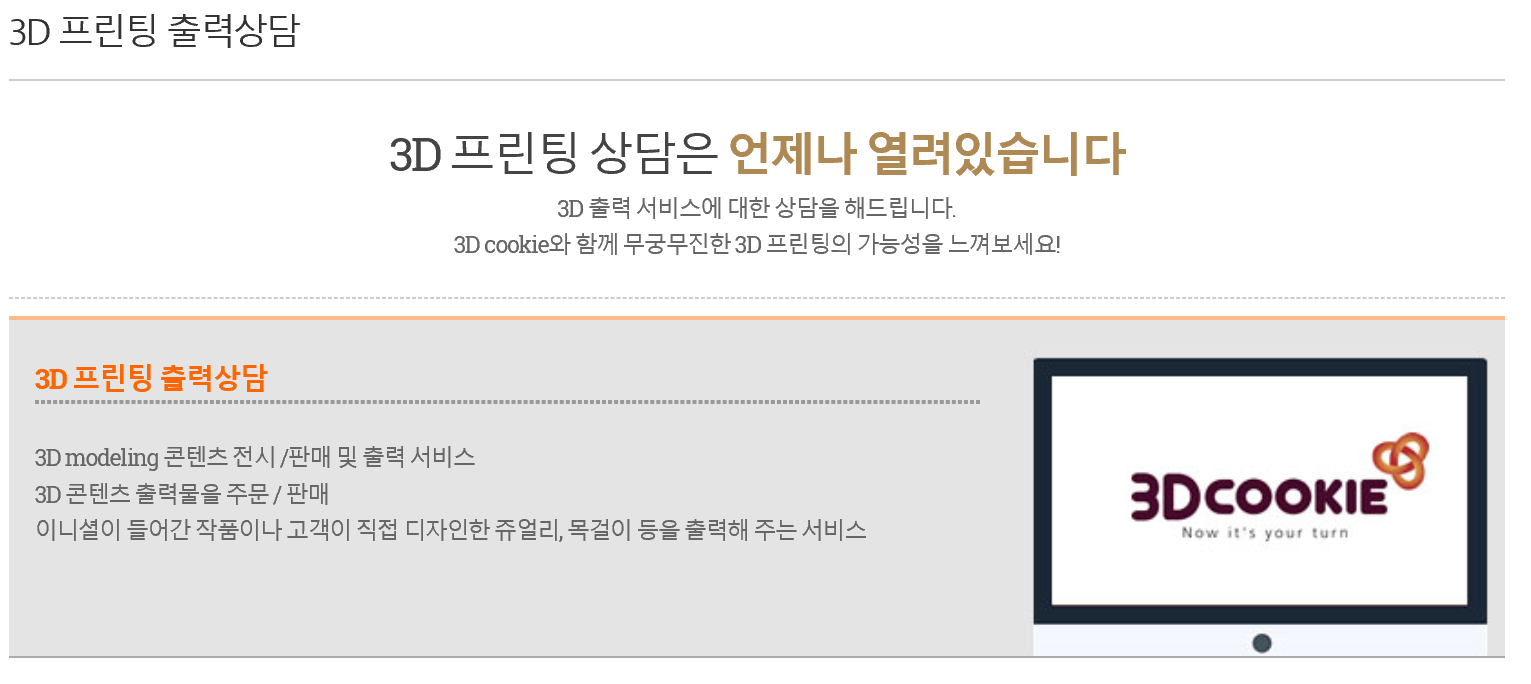 3D 프린팅 출력상담
3D 프린팅 상담은 언제나 열려있습니다
3D 출력 서비스에 대한 상담을 해드립니다.
3D cookie와 함께 무궁무진한 3D 프린팅의 가능성을 느껴보세요!
3D 프린팅 출력상담
3D modeling 콘텐츠 전시 /판매 및 출력 서비스
3D 콘텐츠 출력물을 주문 / 판매
이니셜이 들어간 작품이나 고객이 직접 디자인한 쥬얼리, 목걸이 등을 출력해 주는 서비스
3DCOOKIE
Now it's your turn